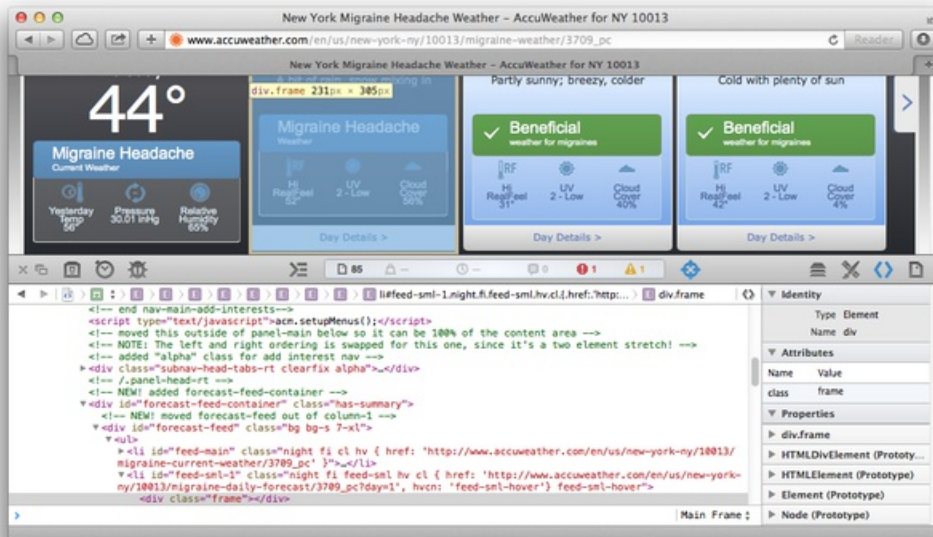 New York Migraine Headache Weather – AccuWeather for NY 10013
www.accuweather.com/en/us/new-york-ny/10013/migraine-weather/3709_pc
Reader
New York Migraine Headache Weather – AccuWeather for NY 10013
44°
Migraine Headache
Current Weather
Yesterday Temp 56°
Pressure 30.01 inHg
Relative Humidity 65%
A bit of rain, snow mixing in
div.frame 231px × 305px
Migraine Headache
Weather
Hi RealFeel 52°
UV 2 - Low
Cloud Cover 56%
Day Details >
Partly sunny; breezy, colder
Beneficial
weather for migraines
RF
Hi RealFeel 31°
UV 2 - Low
Cloud Cover 40%
Day Details >
Cold with plenty of sun
Beneficial
weather for migraines
RF
Hi RealFeel 42°
UV 2 - Low
Cloud Cover 4%
Day Details >
>
85
0
1
1
li#feed-sml-1.night.fi.feed-sml.hv.cl.{.href:.'http:...
div.frame
<!-- end nav-main-add-interests-->
<script type="text/javascript">acm.setupMenus();</script>
<!-- moved this outside of panel-main below so it can be 100% of the content area -->
<!-- NOTE: The left and right ordering is swapped for this one, since it's a two element stretch! -->
<!-- added "alpha" class for add interest nav -->
<div class="subnav-head-tabs-rt clearfix alpha">…</div>
<!-- /.panel-head-rt -->
<!-- NEW! added forecast-feed-container -->
<div id="forecast-feed-container" class="has-summary">
<!-- NEW! moved forecast-feed out of column-1 -->
<div id="forecast-feed" class="bg bg-s 7-xl">
<ul>
<li id="feed-main" class="night fi cl hv { href: 'http://www.accuweather.com/en/us/new-york-ny/10013/
migraine-current-weather/3709_pc' }">…</li>
<li id="feed-sml-1" class="night fi feed-sml hv cl { href: 'http://www.accuweather.com/en/us/new-york-
ny/10013/migraine-daily-forecast/3709_pc?day=1', hvcn: 'feed-sml-hover'} feed-sml-hover">
<div class="frame"></div>
Main Frame
Identity
Type Element
Name div
Attributes
Name Value
class frame
Properties
div.frame
HTMLDivElement (Prototy...
HTMLElement (Prototype)
Element (Prototype)
Node (Prototype)